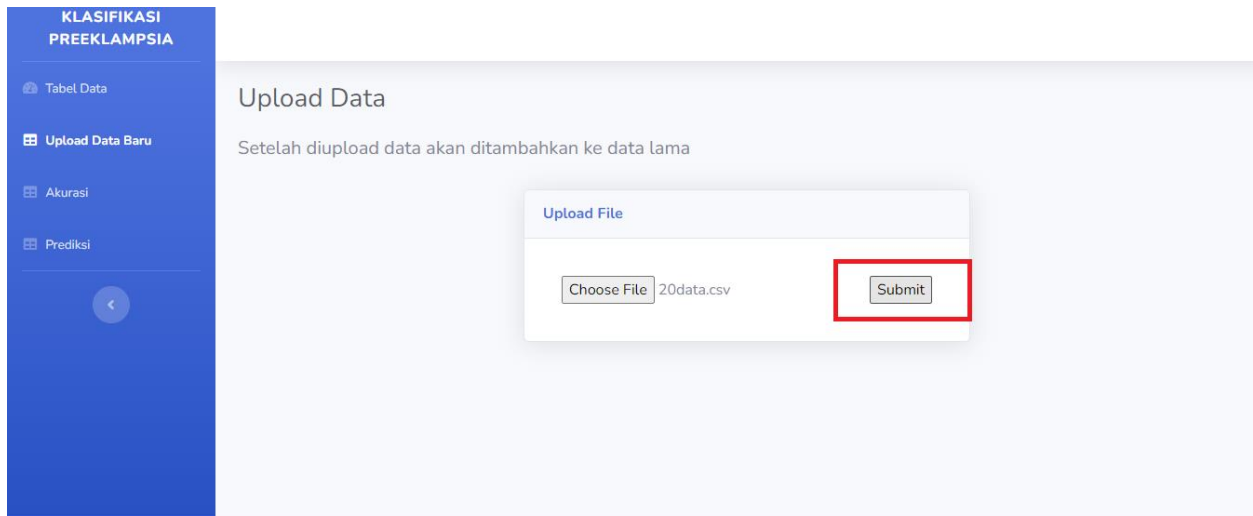 KLASIFIKASI
PREEKLAMPSIA
Tabel Data
Upload Data Baru
Akurasi
Prediksi
Upload Data
Setelah diupload data akan ditambahkan ke data lama
Upload File
Choose File 20data.csv
Submit